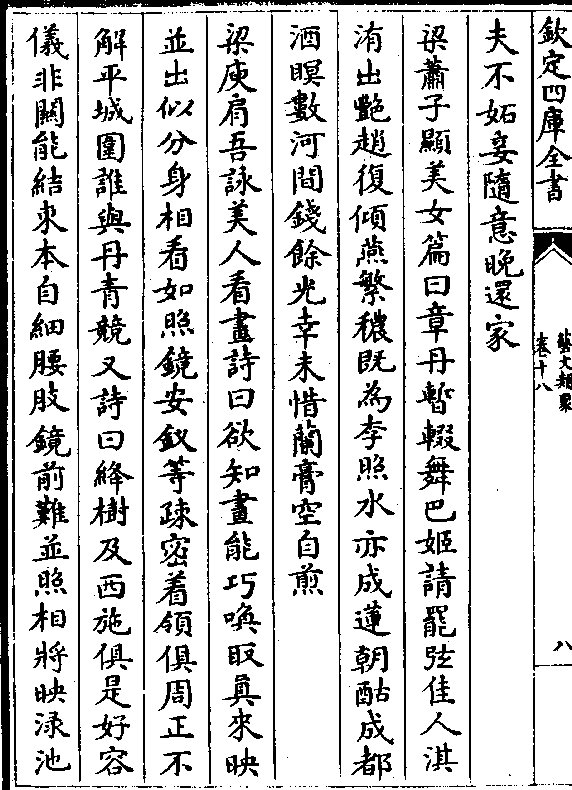 欽定四庫全書
藝文類聚
卷十八
八
夫不妬妾隨意晚還家
梁蕭子顯美女篇曰章丹暫輟舞巴姬請罷弦佳人淇
洧出艷趙復傾燕繁穠既為李照水亦成蓮朝酤成都
酒暝數河間錢餘光幸未惜蘭膏空自煎
梁庾肩吾詠美人看畫詩曰欲知畫能巧喚取真來映
並出似分身相看如照鏡安釵等疎密着領俱周正不
解平城圍誰與丹青競又詩曰絳樹及西施俱是好容
儀非關能結束本自細腰肢鏡前難並照相將映渌池